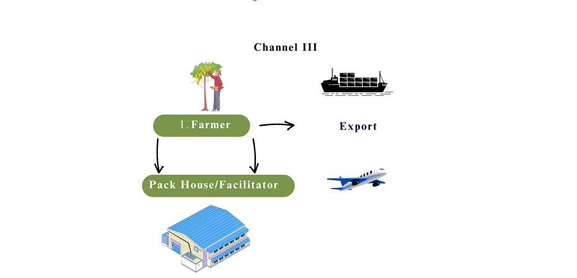 Channel III
1. Farmer
Export
Pack House/Facilitator